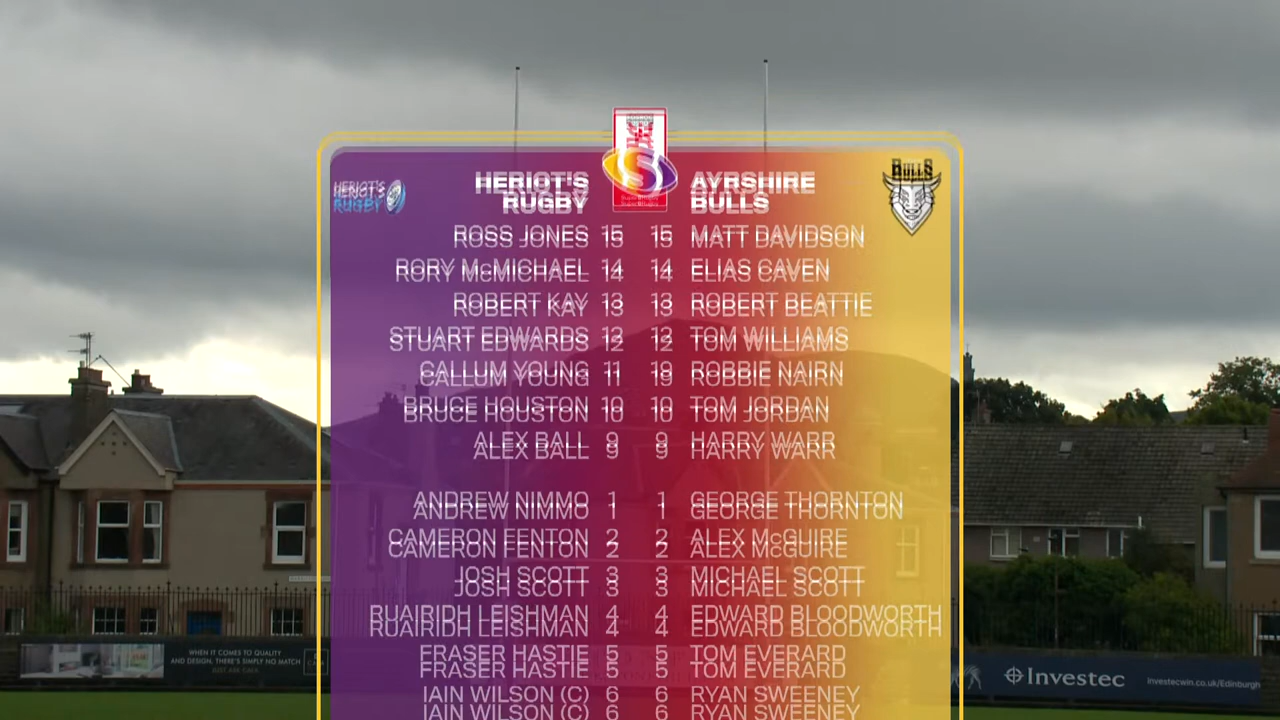 HERIOT'S RUGBY
BULLS
HERIOT'S RUGBY
AYRSHIRE BULLS
ROSS JONES 15 15 MATT DAVIDSON
RORY McMICHAEL 14 14 ELIAS CAVEN
ROBERT KAY 13 13 ROBERT BEATTIE
STUART EDWARDS 12 12 TOM WILLIAMS
CALLUM YOUNG 11 19 ROBBIE NAIRN
BRUCE HOUSTON 10 10 TOM JORDAN
ALEX BALL 9 9 HARRY WARR
ANDREW NIMMO 1 1 GEORGE THORNTON
CAMERON FENTON 2 2 ALEX McGUIRE
JOSH SCOTT 3 3 MICHAEL SCOTT
RUAIRIDH LEISHMAN 4 4 EDWARD BLOODWORTH
FRASER HASTIE 5 5 TOM EVERARD
IAIN WILSON (C) 6 6 RYAN SWEENEY
WHEN IT COMES TO QUALITY
AND DESIGN, THERE'S SIMPLY NO MATCH
Investec
investecwin.co.uk/Edinburgh